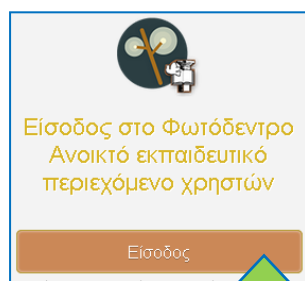 Είσοδος στο Φωτόδεντρο
Ανοικτό εκπαιδευτικό
περιεχόμενο χρηστών
Είσοδος